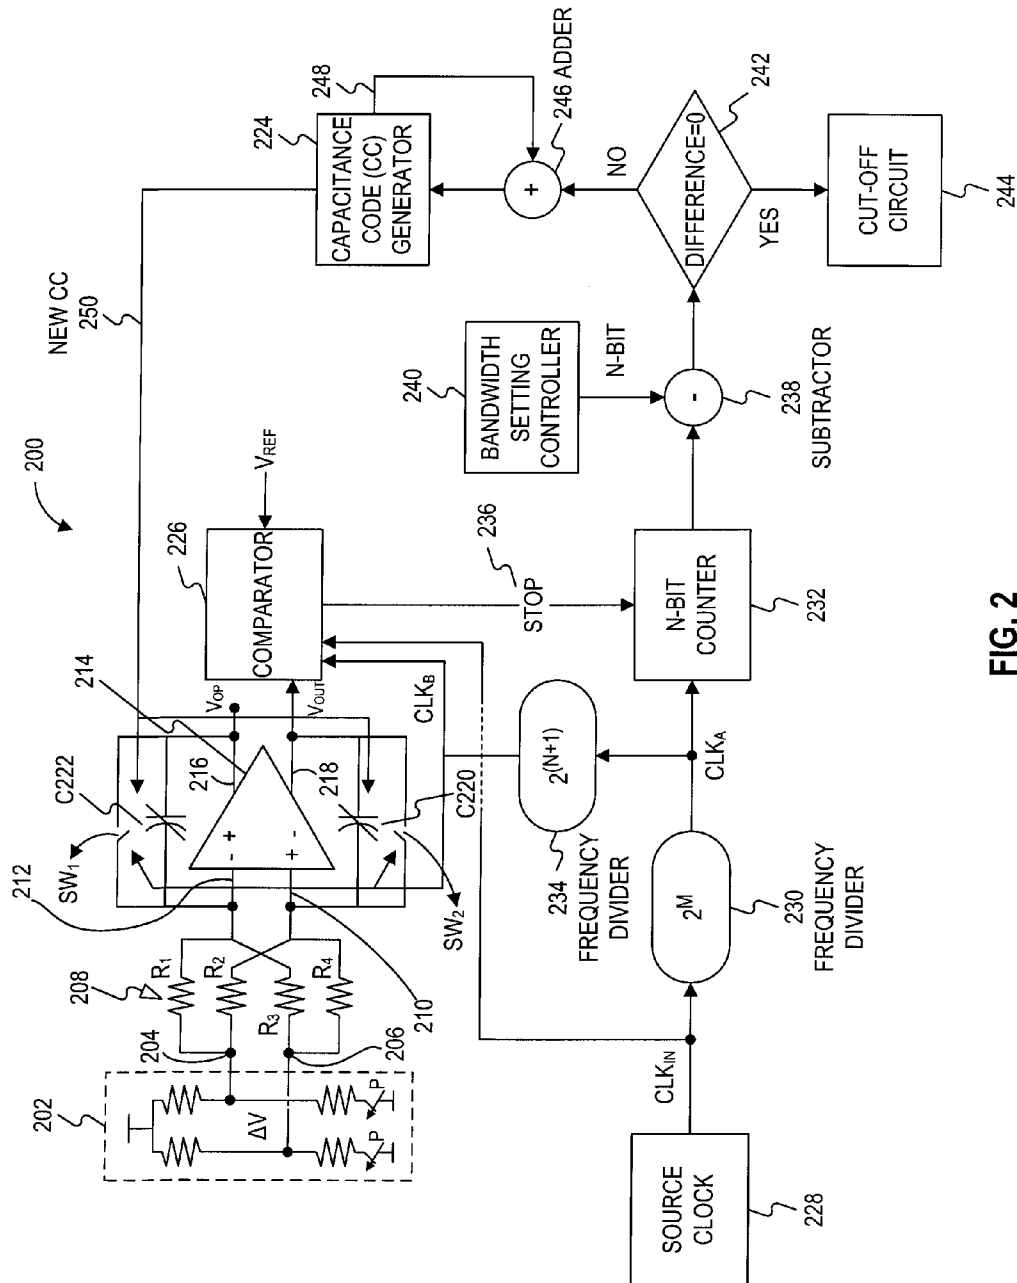 200
NEW CC
250
224
CAPACITANCE
CODE (CC)
GENERATOR
248
246 ADDER
+
NO
DIFFERENCE=0
242
YES
CUT-OFF
CIRCUIT
244
240
BANDWIDTH
SETTING
CONTROLLER
N-BIT
-
238
SUBTRACTOR
226
COMPARATOR
VREF
236
STOP
N-BIT
COUNTER
232
214
VOP
VOUT
216
218
C222
C220
SW1
SW2
212
210
+
-
-
+
CLKB
2(N+1)
234
FREQUENCY
DIVIDER
CLKA
2M
230
FREQUENCY
DIVIDER
208
R1
R2
R3
R4
204
206
202
ΔV
P
P
CLKIN
SOURCE
CLOCK
228
FIG. 2